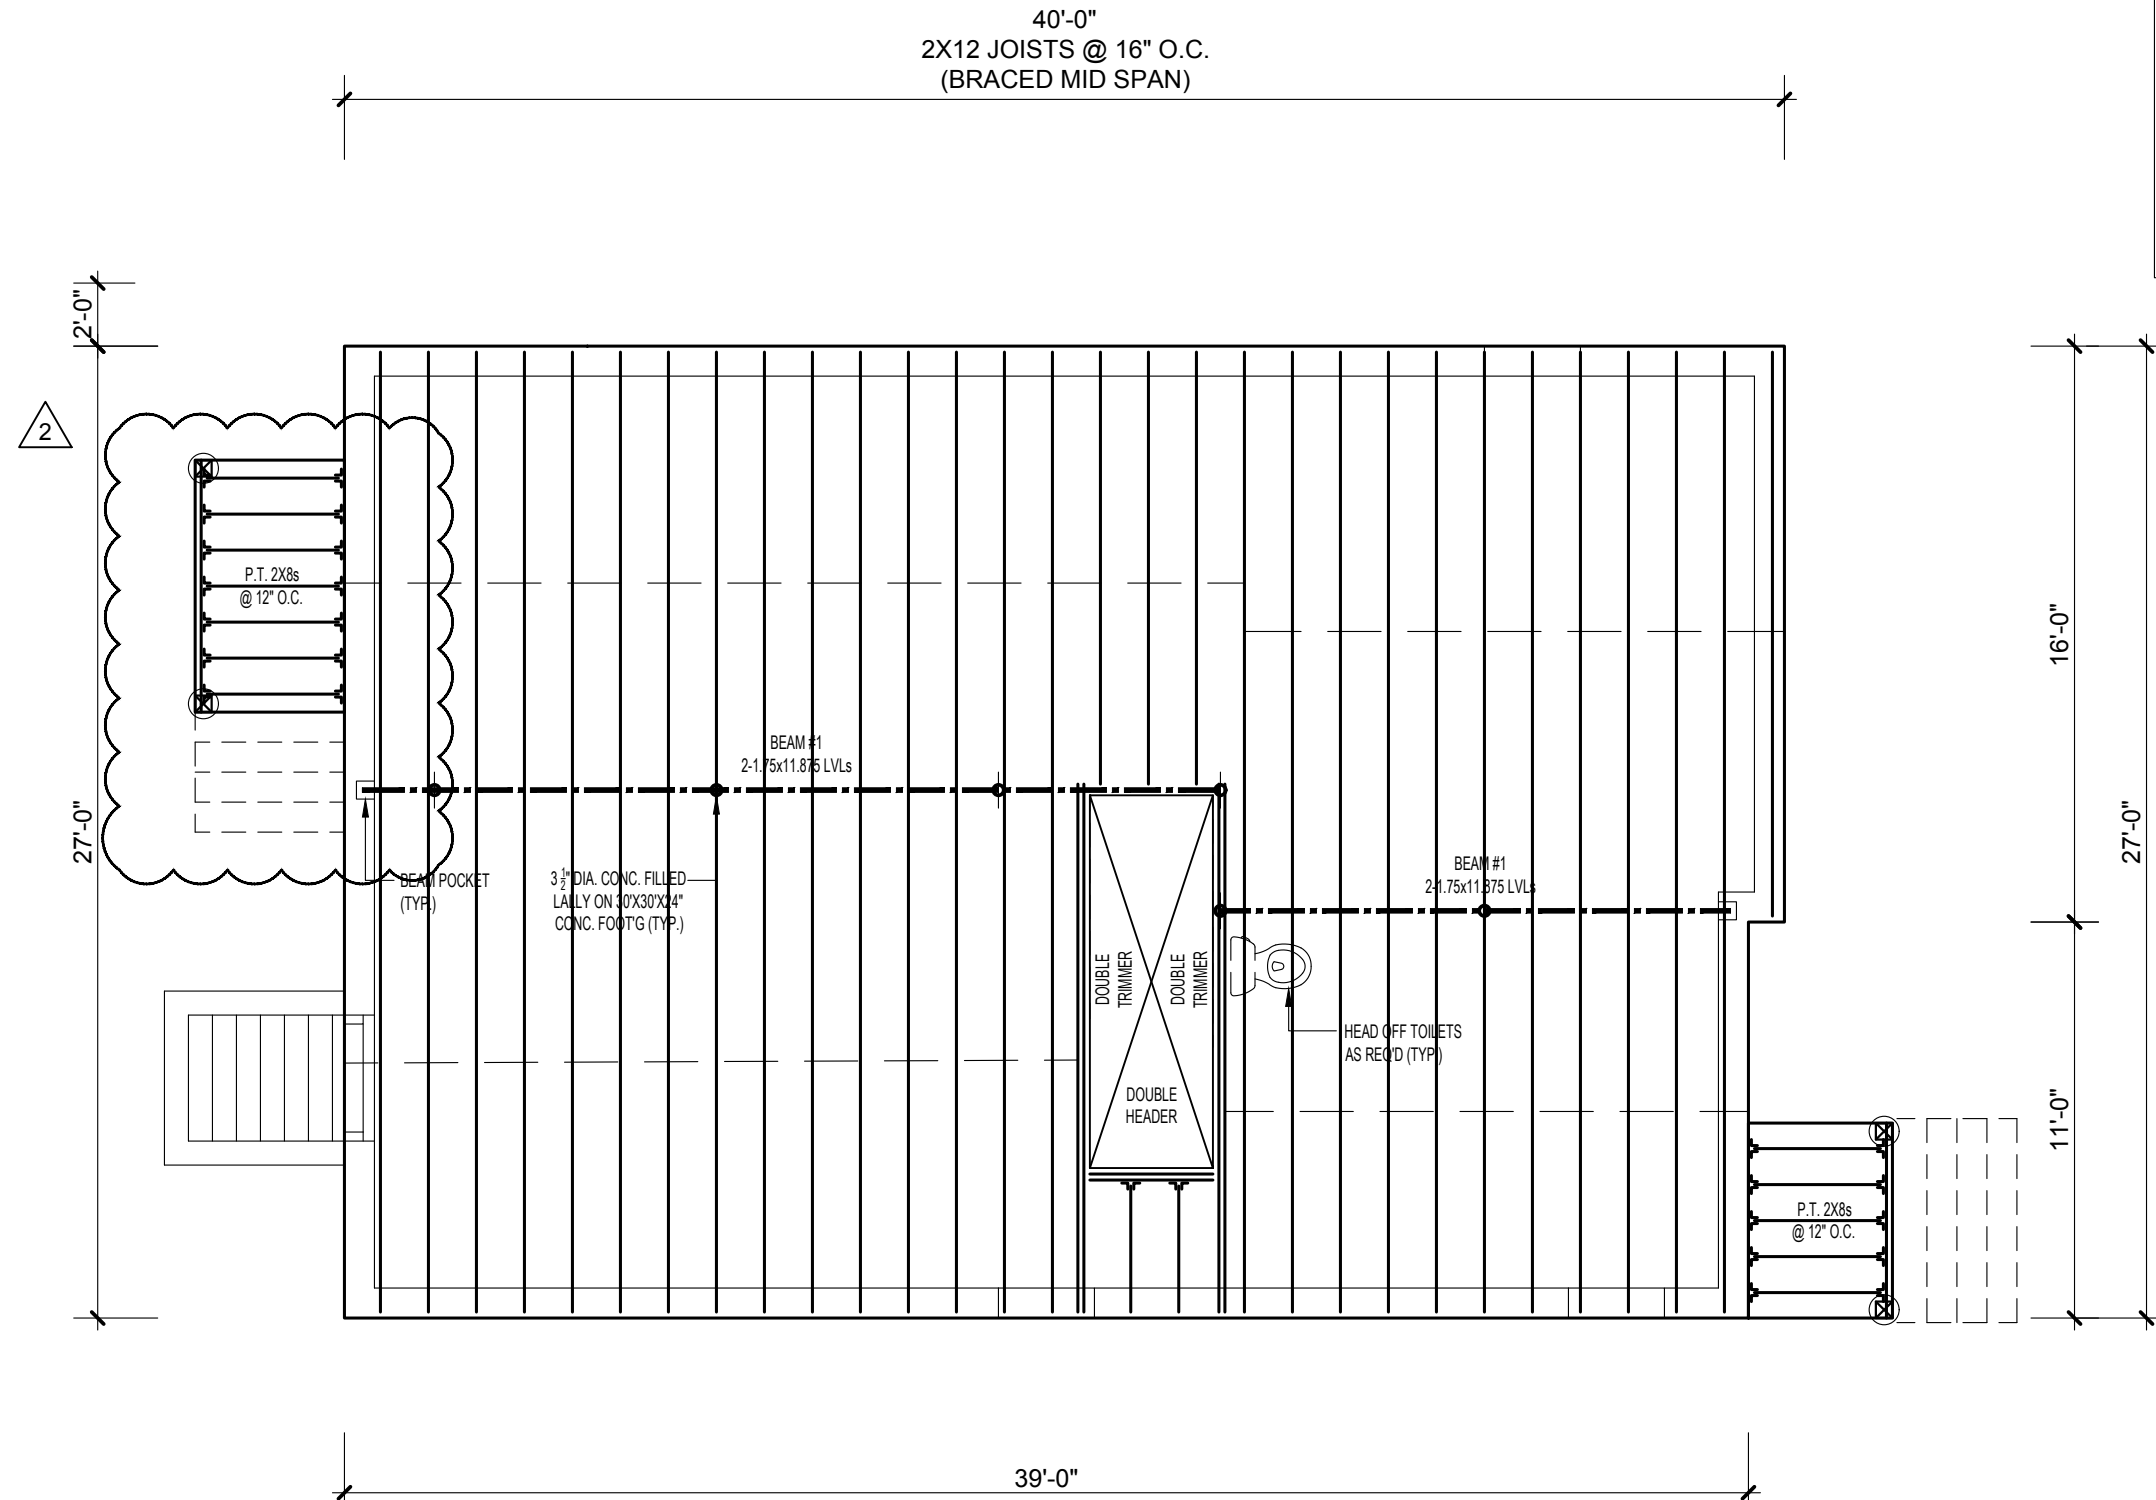 40'-0"
2X12 JOISTS @ 16" O.C.
(BRACED MID SPAN)
2'-0"
2
P.T. 2X8s
@ 12" O.C.
16'-0"
BEAM #1
2-1.75x11.875 LVLs
27'-0"
27'-0"
BEAM POCKET
(TYP.)
3 1/2" DIA. CONC. FILLED
LALLY ON 30'X30'X24"
CONC. FOOT'G (TYP.)
BEAM #1
2-1.75x11.875 LVLs
DOUBLE
TRIMMER
DOUBLE
TRIMMER
HEAD OFF TOILETS
AS REQ'D (TYP.)
DOUBLE
HEADER
11'-0"
P.T. 2X8s
@ 12" O.C.
39'-0"